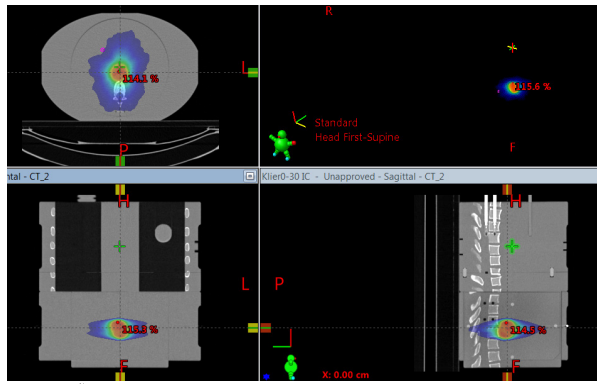 L
114.1 %
P
R
115.6 %
Standard
Head First-Supine
F
ntal - CT_2
Klier0-30 IC - Unapproved - Sagittal - CT_2
H
L
115.3 %
F
H
P
114.5 %
F
X: 0.00 cm